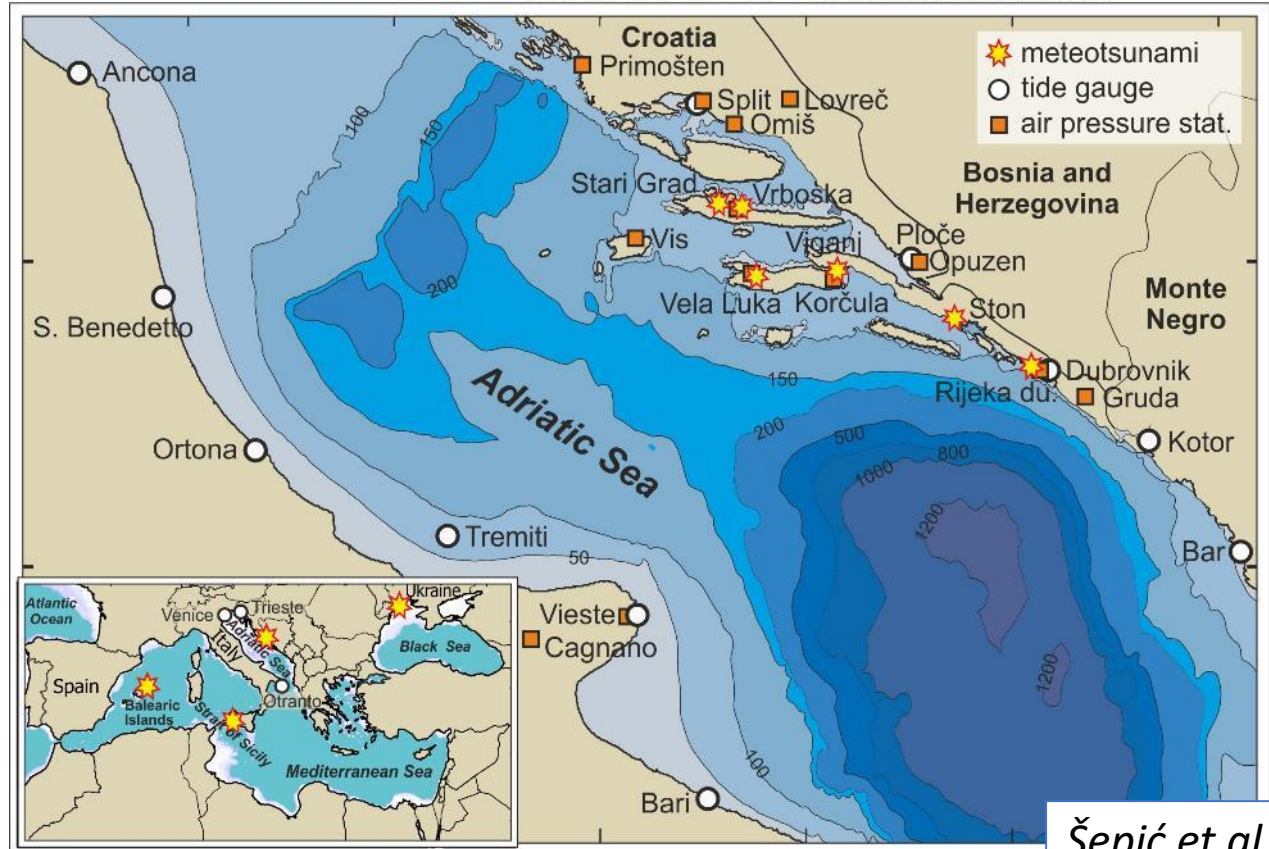 Croatia
Primošten
Ancona
Split
Lovreč
Omiš
meteotsunami
tide gauge
air pressure stat.
100
150
Bosnia and
Herzegovina
Stari Grad
Vrboska
Vis
Viganj
Ploče
Opuzen
200
Vela Luka
Korčula
Ston
Monte
Negro
S. Benedetto
Adriatic Sea
150
Rijeka du.
Dubrovnik
Gruda
200
500
800
1000
Kotor
Ortona
1200
Tremiti
50
Bar
Vieste
Cagnano
1200
100
Bari
Atlantic
Ocean
Venice
Trieste
Ukraine
Adriatic Sea
Italy
Black Sea
Spain
Balearic
Islands
Otranto
Strait of Sicily
Mediterranean Sea
Šepić et al